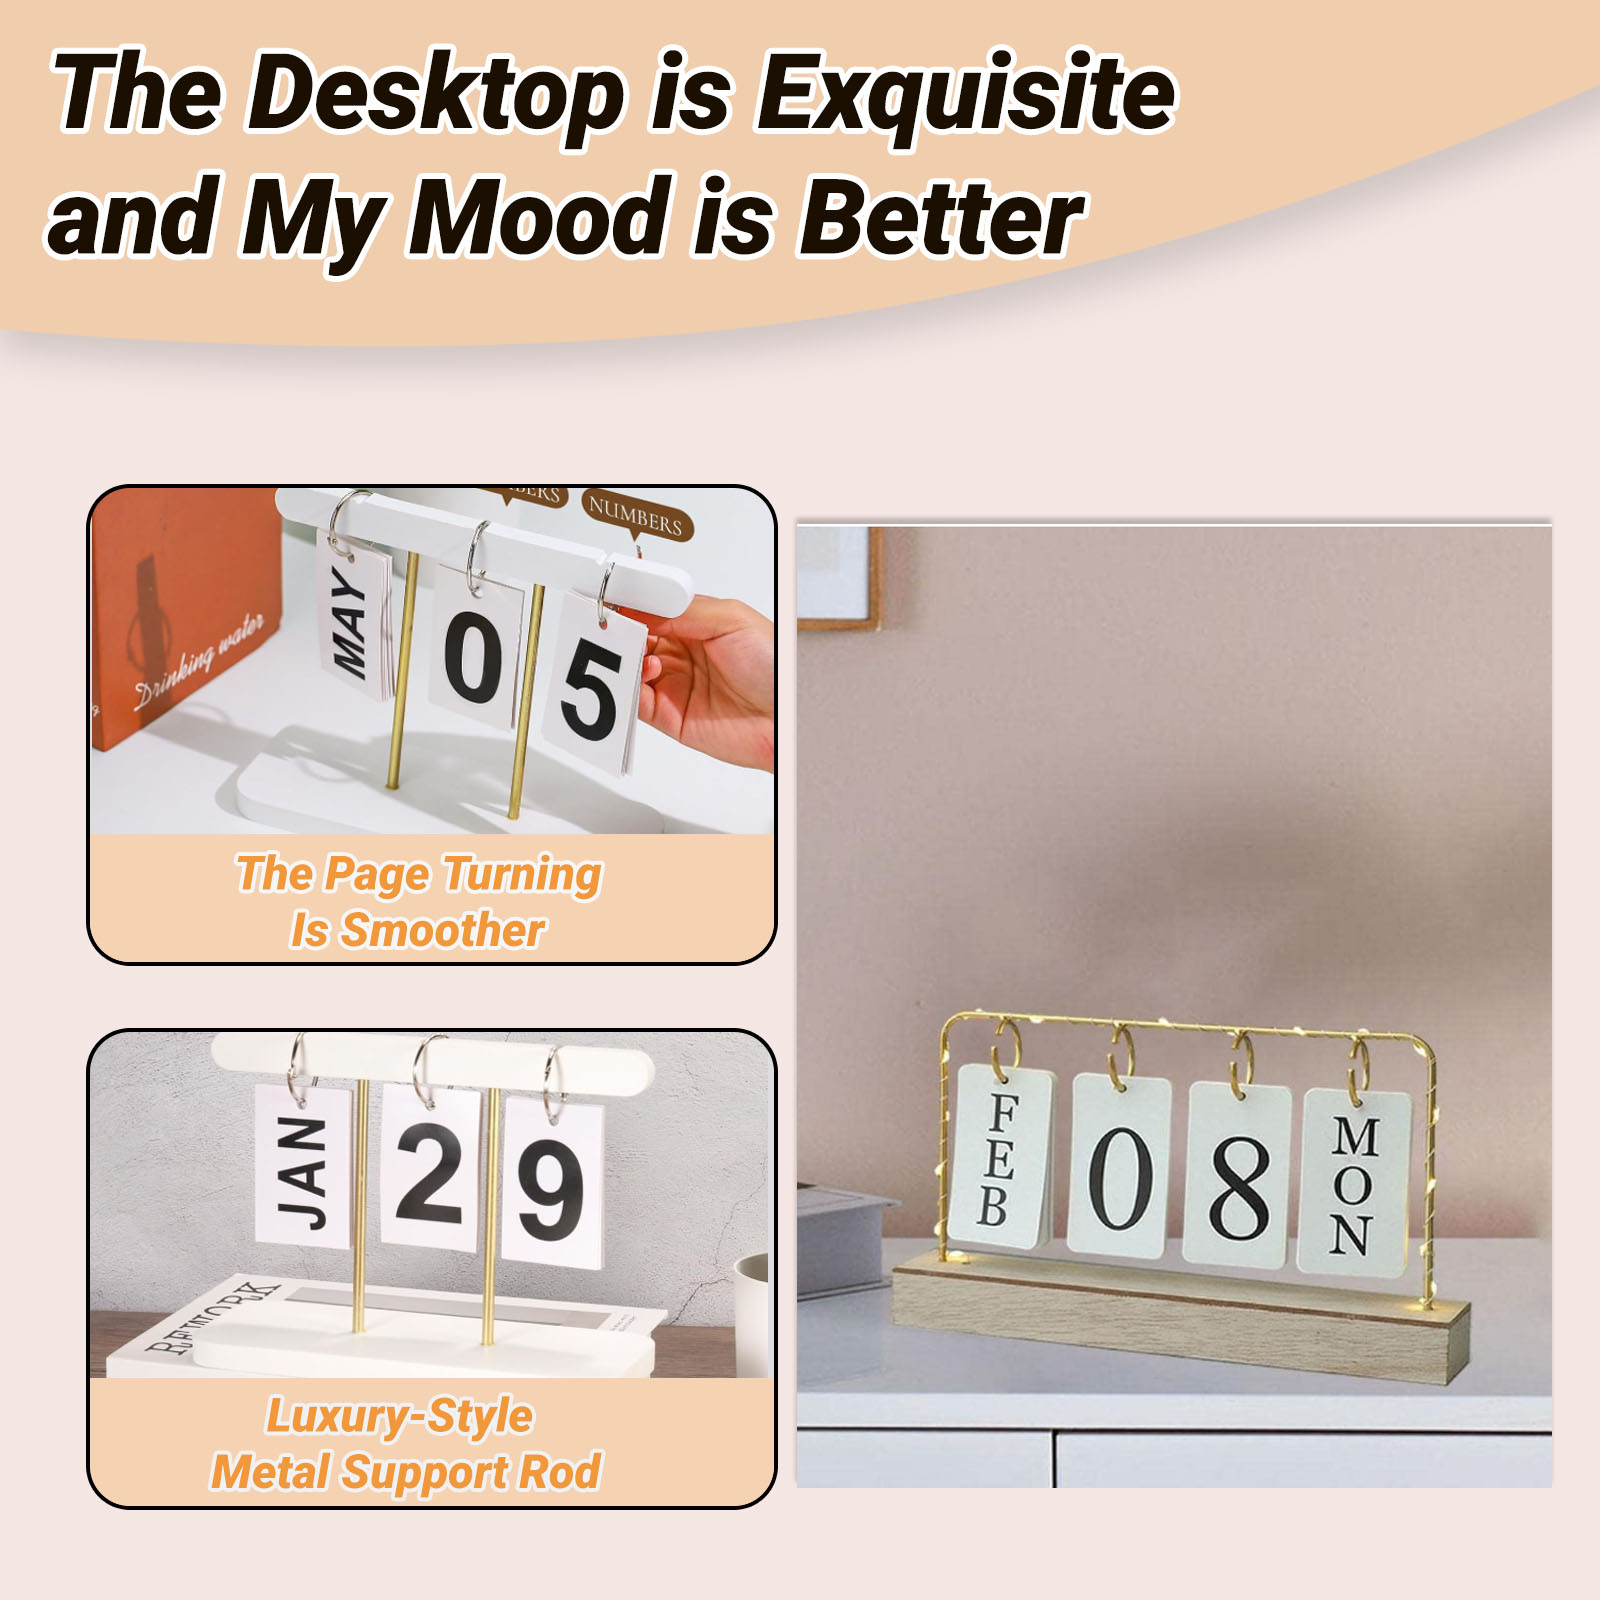 The Desktop is Exquisite
and My Mood is Better
NUMBERS
MAY
0
5
Drinking water
The Page Turning
Is Smoother
JAN
2
9
REWORK
Luxury-Style
Metal Support Rod
FEB
0
8
MON